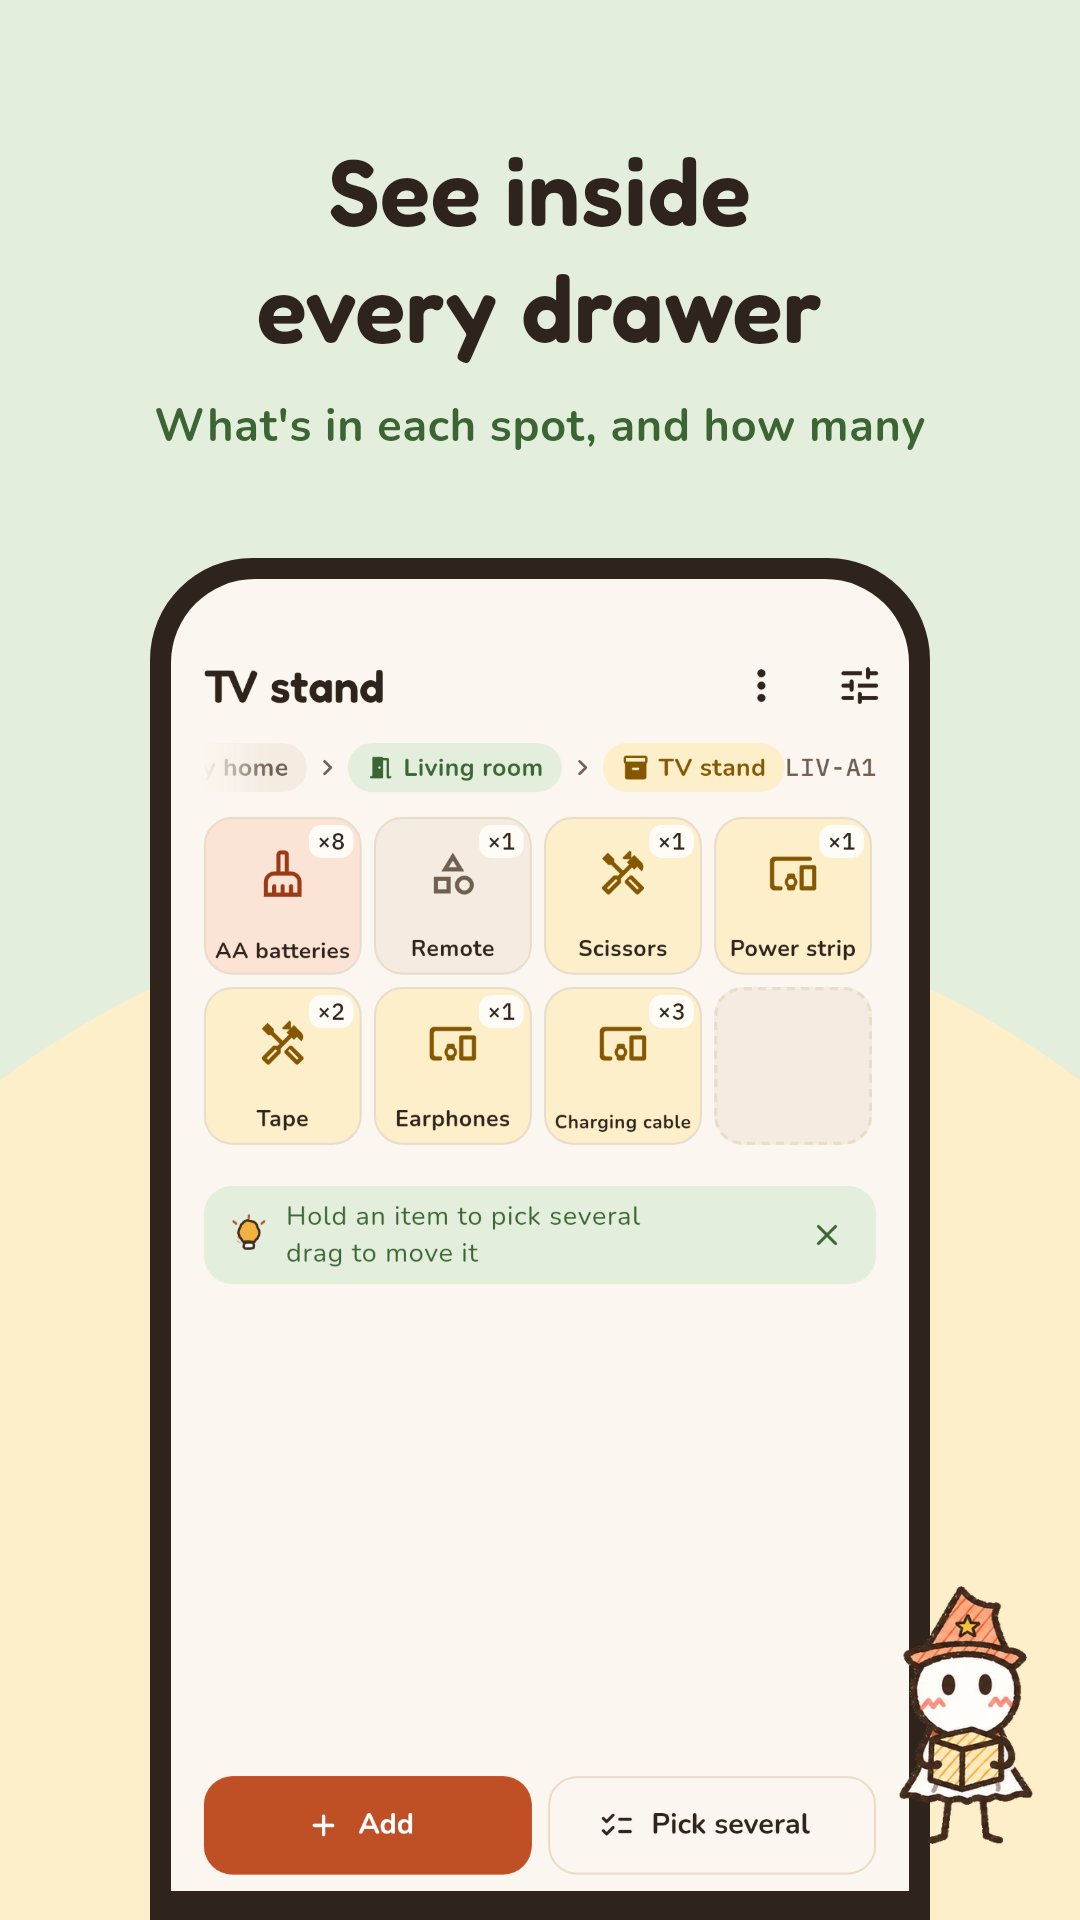 See inside
every drawer
What's in each spot, and how many
TV stand
y home
Living room
TV stand
LIV-A1
×8
×1
×1
×1
AA batteries
Remote
Scissors
Power strip
×2
×1
×3
Tape
Earphones
Charging cable
Hold an item to pick several
drag to move it
Add
Pick several